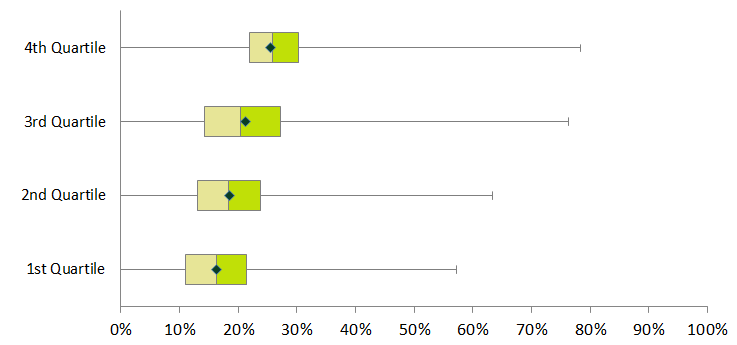 4th Quartile
3rd Quartile
2nd Quartile
1st Quartile
0% 10% 20% 30% 40% 50% 60% 70% 80% 90% 100%